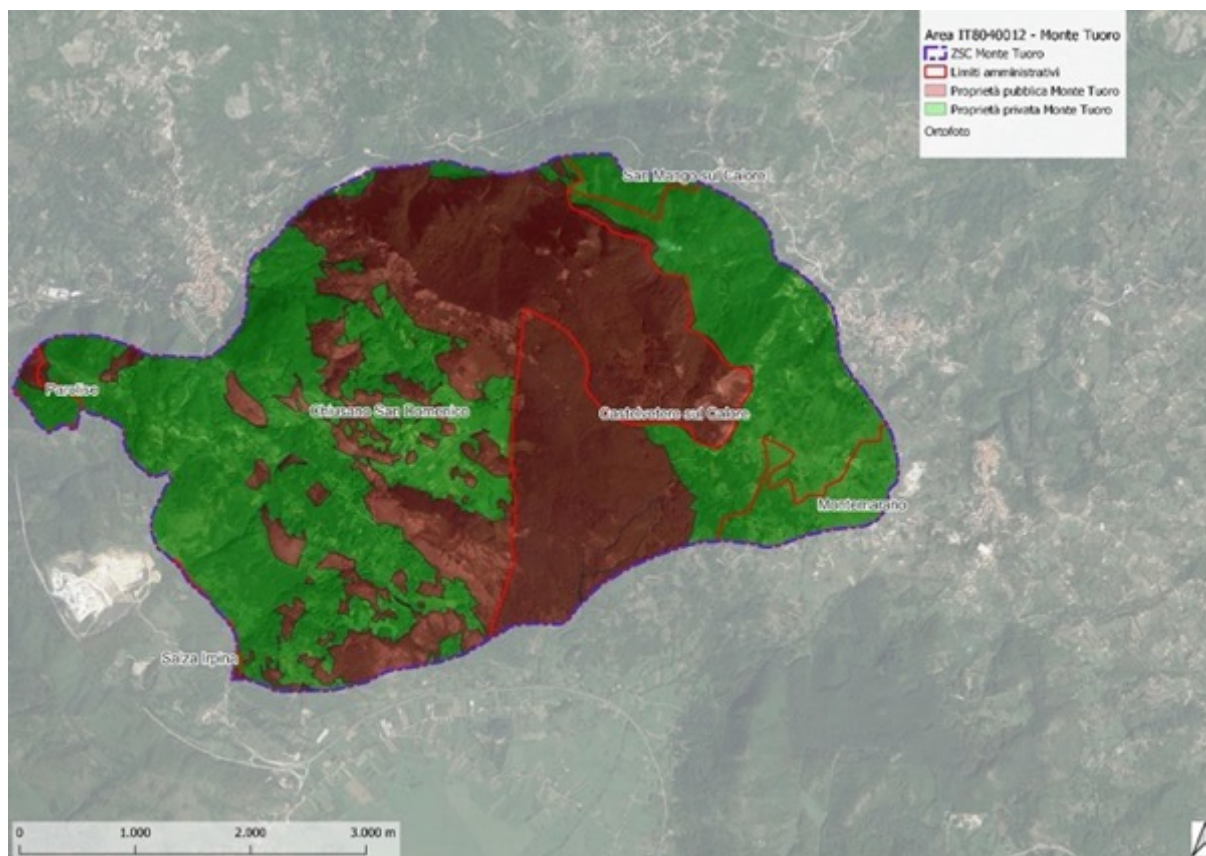 Area IT8040012 - Monte Tuoro
ZSC Monte Tuoro
Limiti amministrativi
Proprietà pubblica Monte Tuoro
Proprietà privata Monte Tuoro
Ortofoto
San Mango sul Calore
Parolise
Chiusano San Domenico
Castelvetere sul Calore
Montemarano
Salza Irpina
0 1.000 2.000 3.000 m